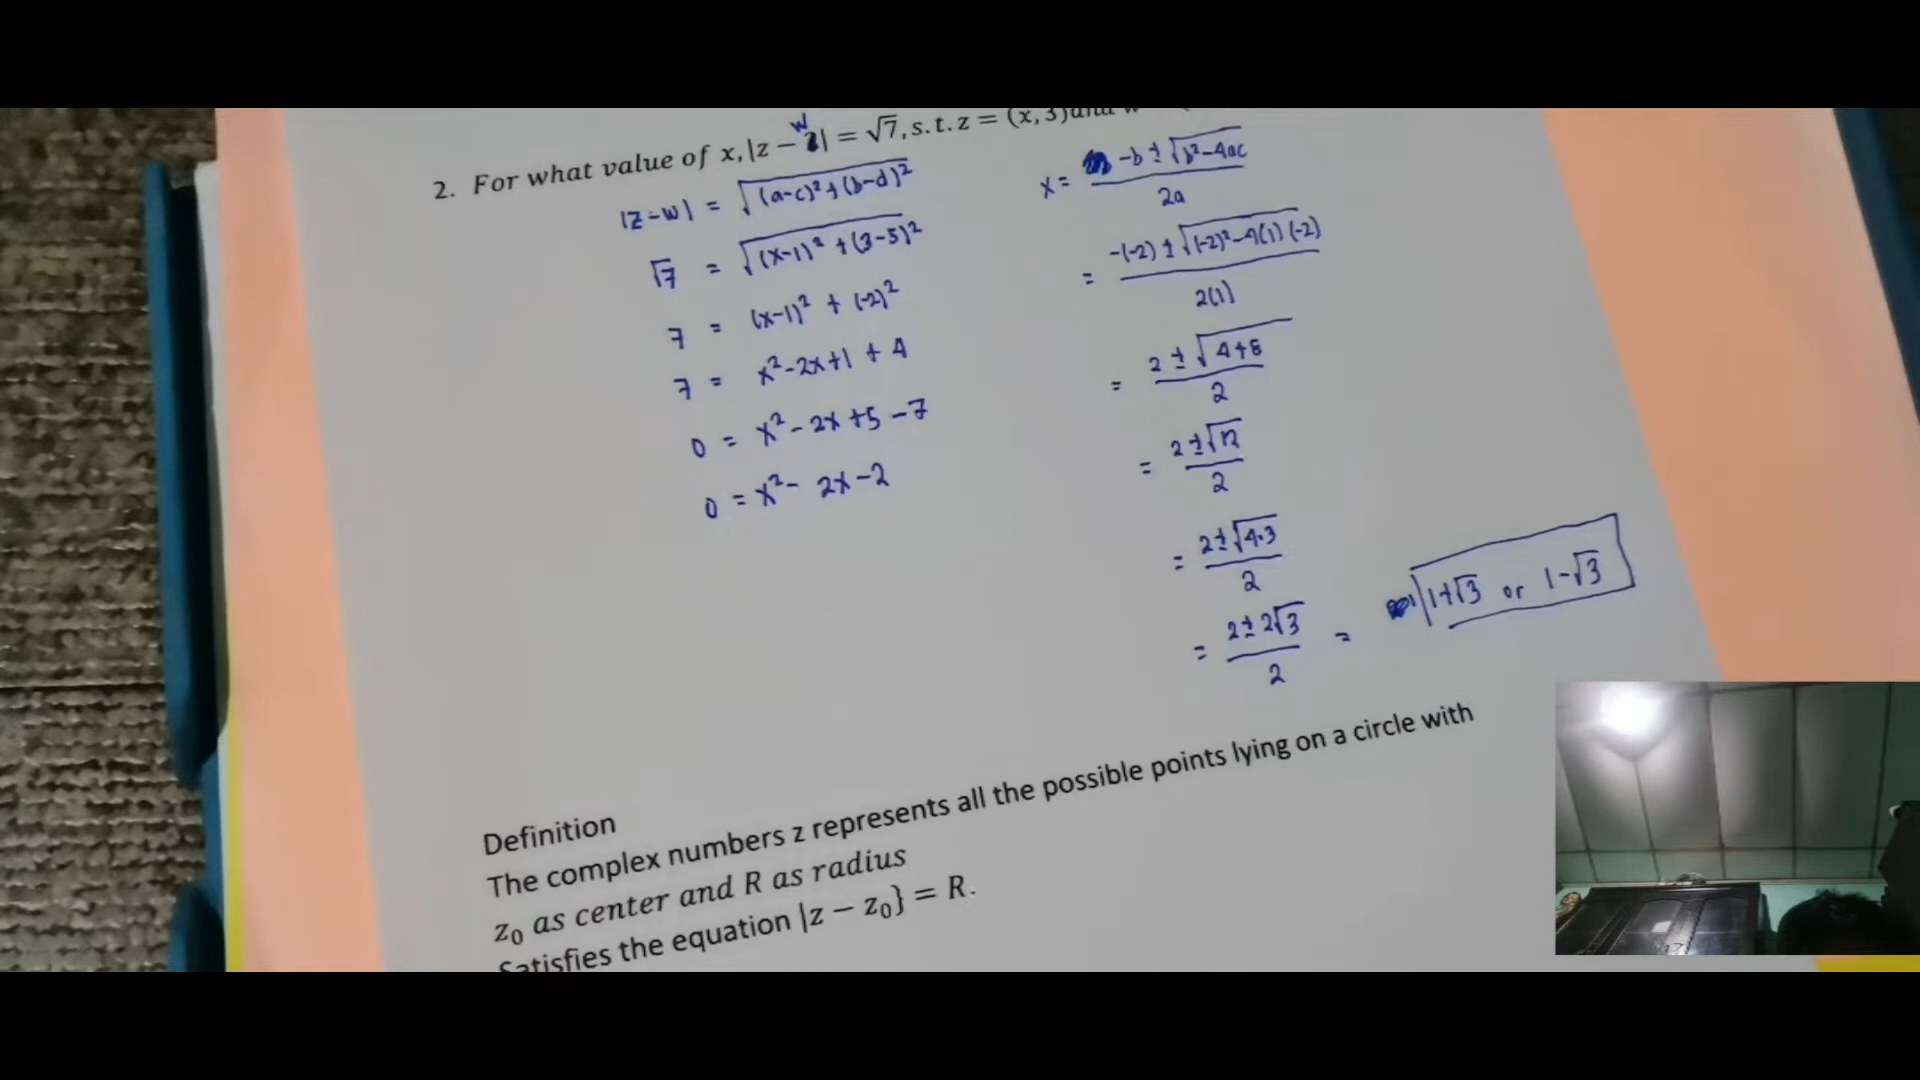 2. For what value of x, |z − w| = √7, s.t. z = (x, 3) and w
|z-w| = √(a-c)² + (b-d)²
√7 = √(x-1)² + (3-5)²
7 = (x-1)² + (-2)²
7 = x²-2x+1 + 4
0 = x² - 2x +5 -7
0 = x² - 2x -2
x = -b ± √b²-4ac / 2a
= -(-2) ± √(-2)²-4(1)(-2) / 2(1)
= 2 ± √4+8 / 2
= 2 ± √12 / 2
= 2 ± √4·3 / 2
= 2 ± 2√3 / 2 = 1+√3 or 1-√3
Definition
The complex numbers z represents all the possible points lying on a circle with
z₀ as center and R as radius
Satisfies the equation |z − z₀} = R.